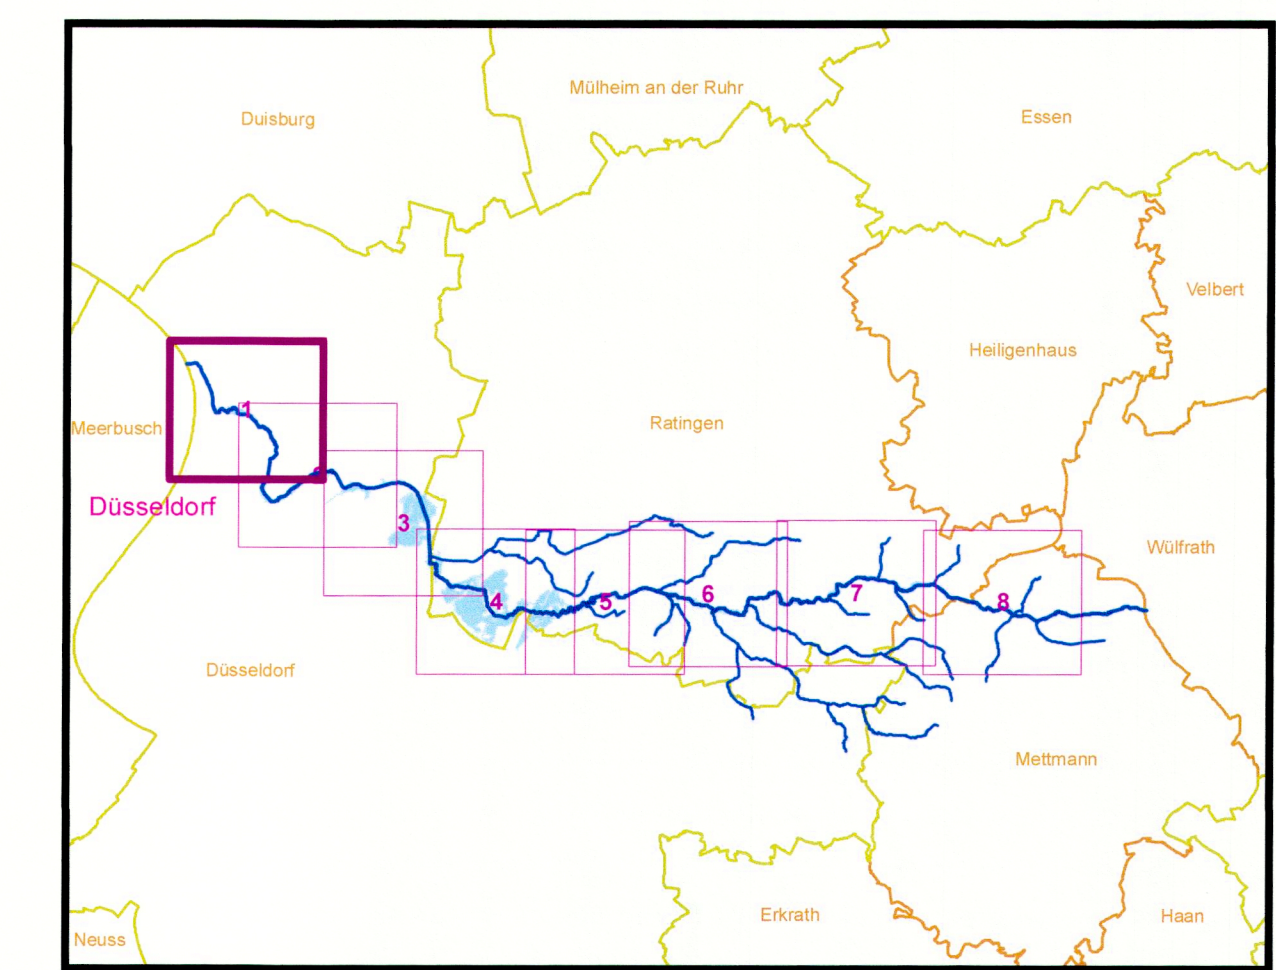 Mülheim an der Ruhr
Duisburg
Essen
Velbert
Heiligenhaus
Ratingen
Meerbusch
1
Düsseldorf
3
Wülfrath
4
5
6
7
8
Düsseldorf
Mettmann
Erkrath
Haan
Neuss